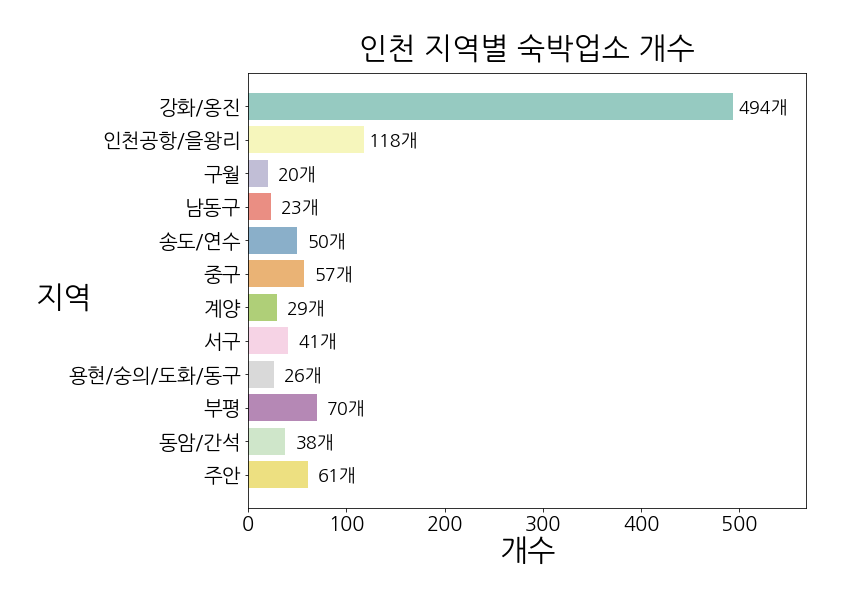 인천 지역별 숙박업소 개수
지역
강화/옹진 494개
인천공항/을왕리 118개
구월 20개
남동구 23개
송도/연수 50개
중구 57개
계양 29개
서구 41개
용현/숭의/도화/동구 26개
부평 70개
동암/간석 38개
주안 61개
0 100 200 300 400 500
개수